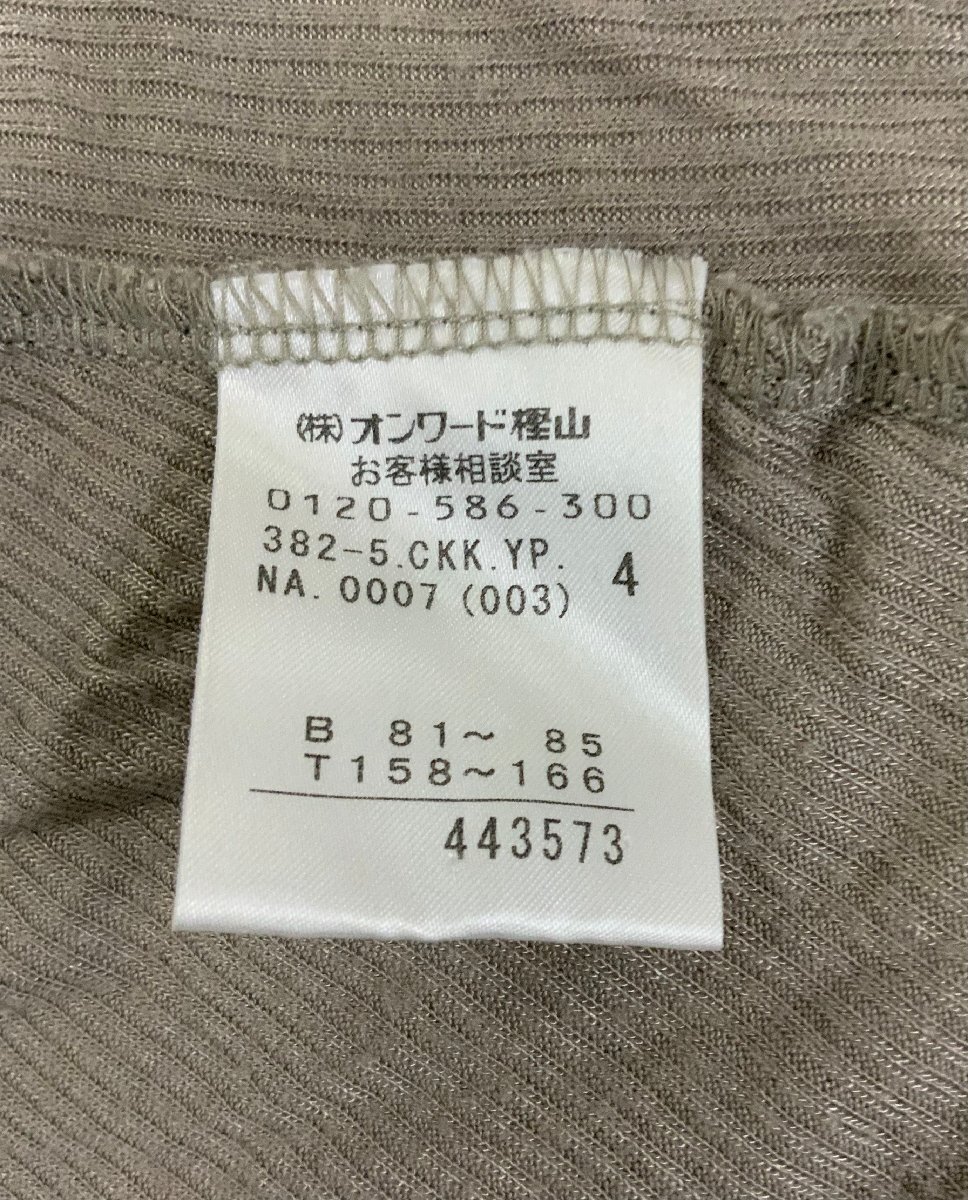 (株)オンワード樫山
お客様相談室
0120-586-300
382-5.CKK.YP. 4
NA.0007(003)
B 81～ 85
T158～166
443573